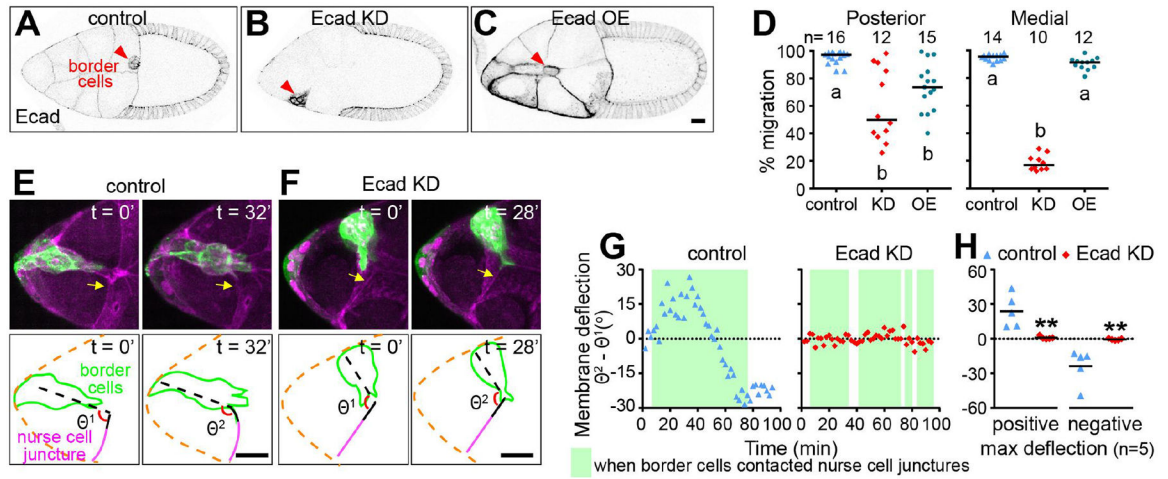 A control
border cells
Ecad
B Ecad KD
C Ecad OE
D Posterior Medial
n= 16 12 15 14 10 12
% migration
100
80
60
40
20
0
a
b
b
a
b
a
control KD OE control KD OE
E control
t = 0' t = 32'
t = 0' t = 32'
border cells
θ1
θ2
nurse cell juncture
F Ecad KD
t = 0' t = 28'
t = 0' t = 28'
θ1
θ2
G control Ecad KD
Membrane deflection
θ2 - θ1(°)
30
15
0
-15
-30
0 20 40 60 80 100 0 20 40 60 80 100
Time (min)
when border cells contacted nurse cell junctures
H control Ecad KD
60
30
0
-30
-60
** **
positive negative
max deflection (n=5)